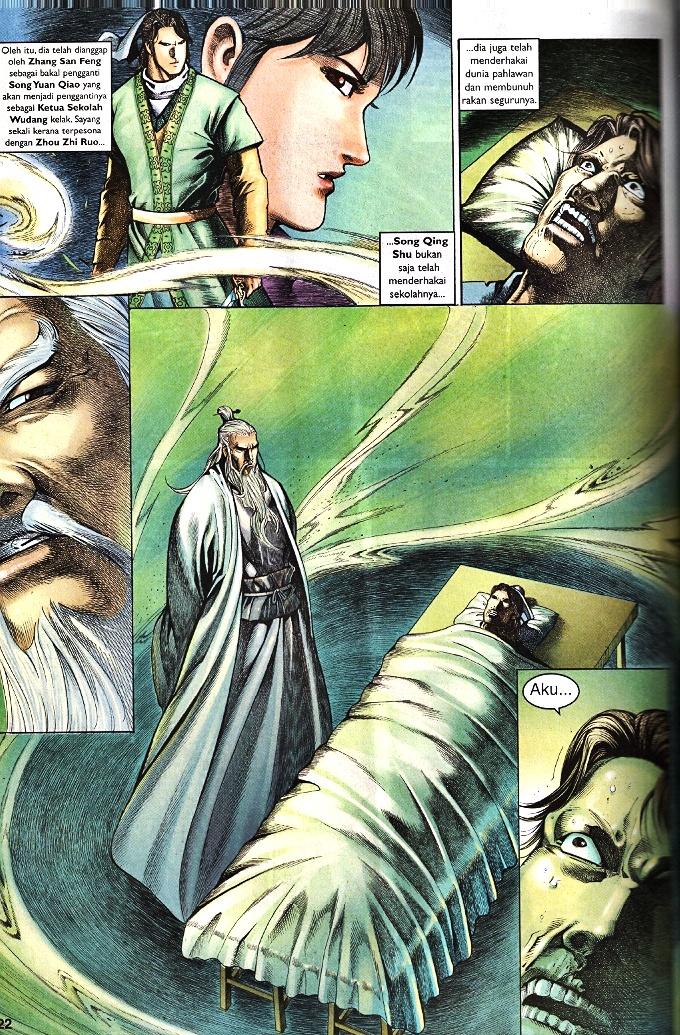 Oleh itu, dia telah dianggap
oleh Zhang San Feng
sebagai bakal pengganti
Song Yuan Qiao yang
akan menjadi penggantinya
sebagai Ketua Sekolah
Wudang kelak. Sayang
sekali kerana terpesona
dengan Zhou Zhi Ruo...
...Song Qing
Shu bukan
saja telah
menderhakai
sekolahnya...
...dia juga telah
menderhakai
dunia pahlawan
dan membunuh
rakan segurunya.
Aku...
22